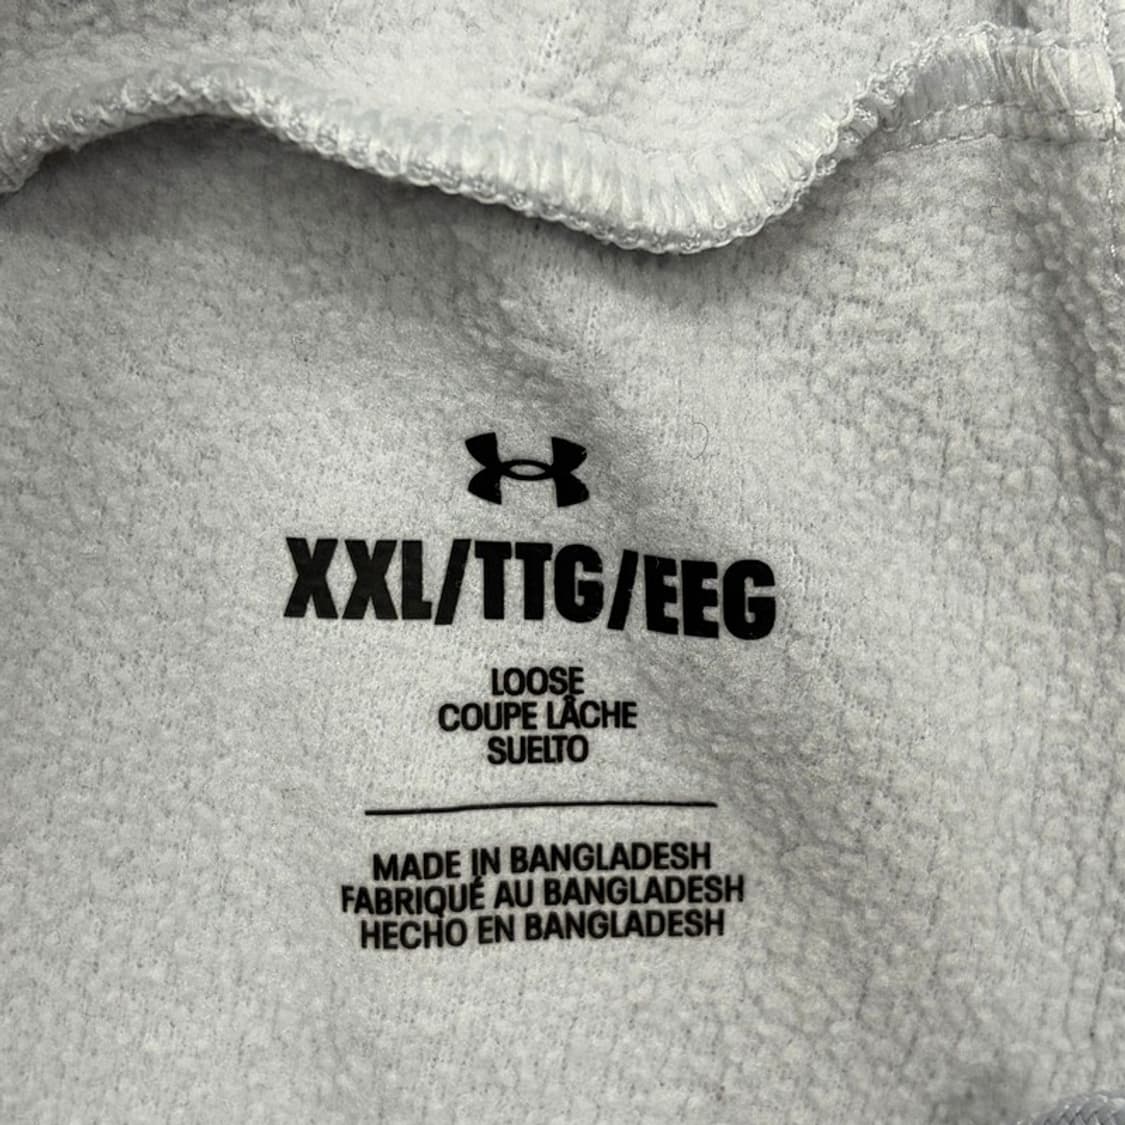 XXL/TTG/EEG
LOOSE
COUPE LÂCHE
SUELTO
MADE IN BANGLADESH
FABRIQUÉ AU BANGLADESH
HECHO EN BANGLADESH